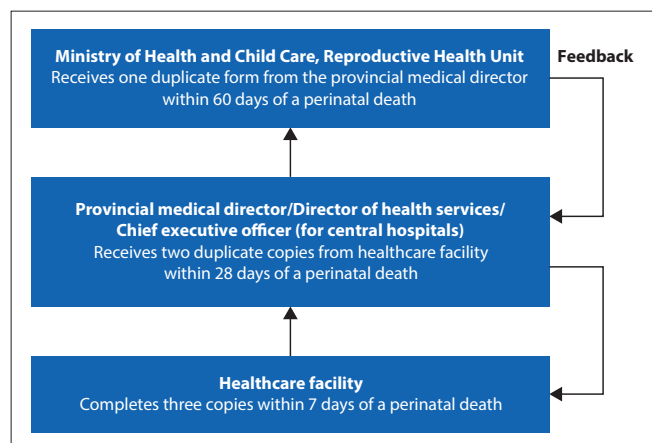 Ministry of Health and Child Care, Reproductive Health Unit
Receives one duplicate form from the provincial medical director
within 60 days of a perinatal death
Feedback
Provincial medical director/Director of health services/
Chief executive officer (for central hospitals)
Receives two duplicate copies from healthcare facility
within 28 days of a perinatal death
Healthcare facility
Completes three copies within 7 days of a perinatal death